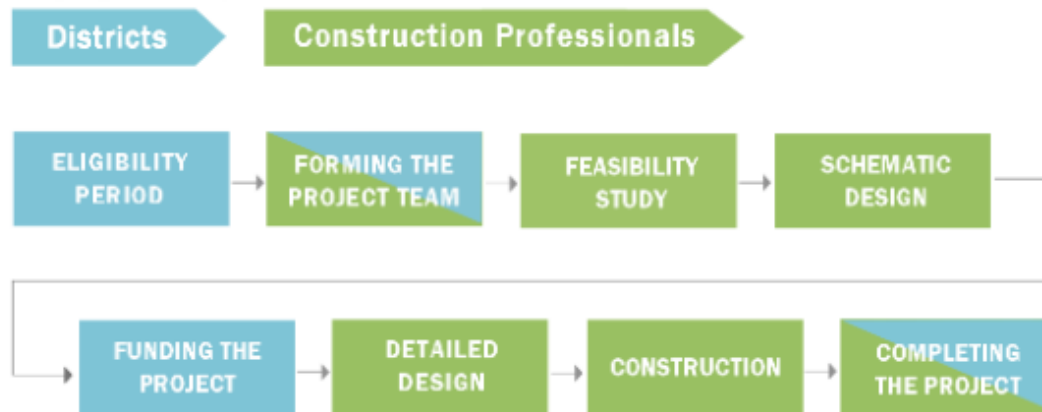 Districts
Construction Professionals
ELIGIBILITY
PERIOD
FORMING THE
PROJECT TEAM
FEASIBILITY
STUDY
SCHEMATIC
DESIGN
FUNDING THE
PROJECT
DETAILED
DESIGN
CONSTRUCTION
COMPLETING
THE PROJECT